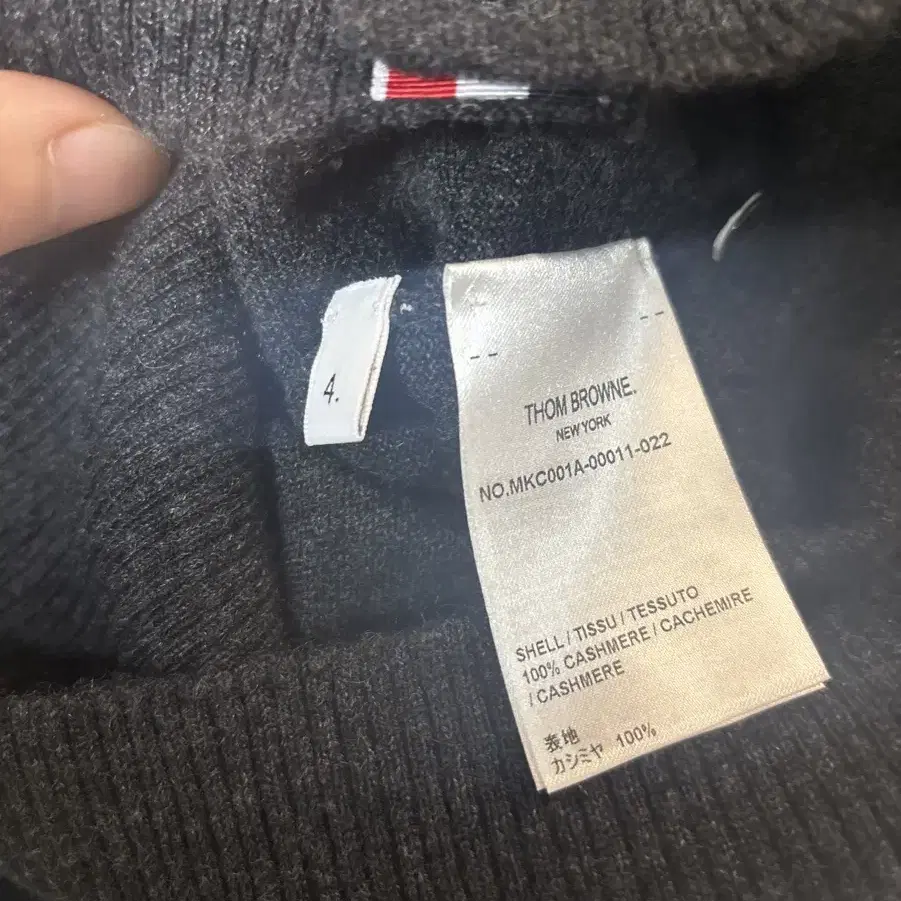 4.
THOM BROWNE.
NEW YORK
NO.MKC001A-00011-022
SHELL / TISSU / TESSUTO
100% CASHMERE / CACHEMIRE
/ CASHMERE
表地
カシミヤ 100%